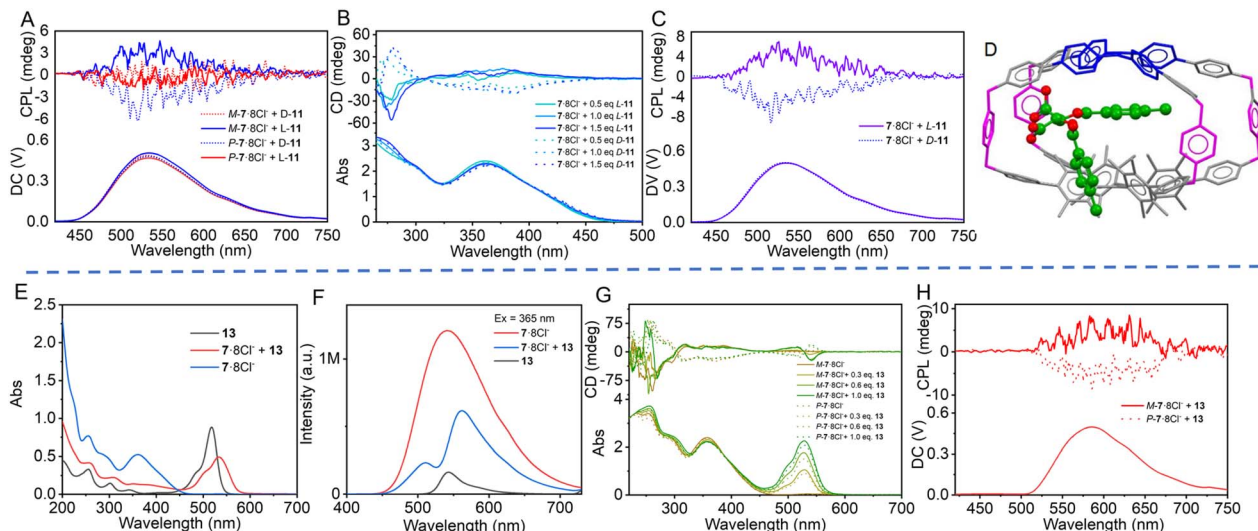 A
CPL (mdeg)
6
3
0
-3
-6
M-7·8Cl⁻ + D-11
M-7·8Cl⁻ + L-11
P-7·8Cl⁻ + D-11
P-7·8Cl⁻ + L-11
DC (V)
0.6
0.3
0.0
450 500 550 600 650 700 750
Wavelength (nm)
B
CD (mdeg)
30
0
-30
-60
7·8Cl⁻ + 0.5 eq L-11
7·8Cl⁻ + 1.0 eq L-11
7·8Cl⁻ + 1.5 eq L-11
7·8Cl⁻ + 0.5 eq D-11
7·8Cl⁻ + 1.0 eq D-11
7·8Cl⁻ + 1.5 eq D-11
Abs
3
2
1
0
300 350 400 450 500
Wavelength (nm)
C
CPL (mdeg)
8
4
0
-4
-8
7·8Cl⁻ + L-11
7·8Cl⁻ + D-11
DV (V)
0.6
0.3
0.0
450 500 550 600 650 700 750
Wavelength (nm)
D
E
Abs
2.5
2.0
1.5
1.0
0.5
0.0
13
7·8Cl⁻ + 13
7·8Cl⁻
200 300 400 500 600 700
Wavelength (nm)
F
Intensity (a.u.)
1M
0
Ex = 365 nm
7·8Cl⁻
7·8Cl⁻ + 13
13
400 500 600 700
Wavelength (nm)
G
CD (mdeg)
75
0
-75
M-7·8Cl⁻
M-7·8Cl⁻+ 0.3 eq. 13
M-7·8Cl⁻+ 0.6 eq. 13
M-7·8Cl⁻+ 1.0 eq. 13
P-7·8Cl⁻
P-7·8Cl⁻+ 0.3 eq. 13
P-7·8Cl⁻+ 0.6 eq. 13
P-7·8Cl⁻+ 1.0 eq. 13
Abs
4
2
0
300 400 500 600 700
Wavelength (nm)
H
CPL (mdeg)
10
0
-10
M-7·8Cl⁻ + 13
P-7·8Cl⁻ + 13
DC (V)
0.6
0.4
0.2
0.0
450 500 550 600 650 700 750
Wavelength (nm)